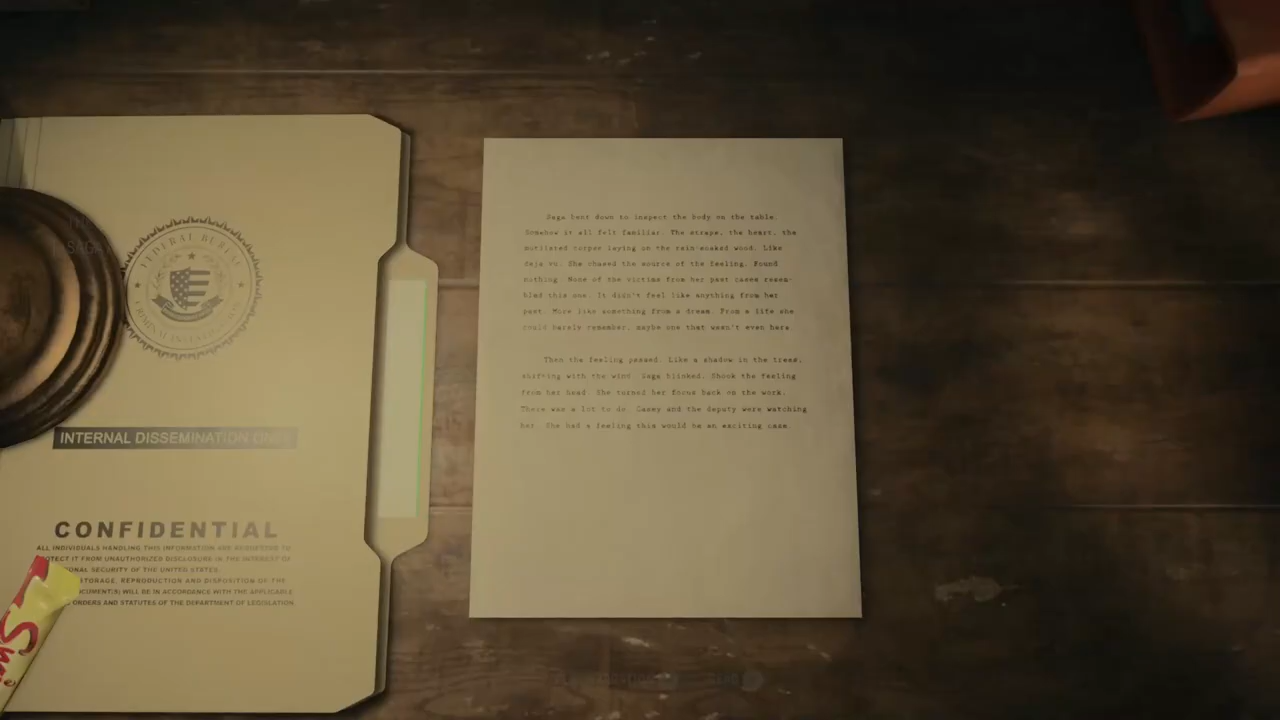 FEDERAL BUREAU
CRIMINAL INVESTIGATION
INTERNAL DISSEMINATION ONLY
CONFIDENTIAL
ALL INDIVIDUALS HANDLING THIS INFORMATION ARE REQUESTED TO
PROTECT IT FROM UNAUTHORIZED DISCLOSURE IN THE INTEREST OF
ONAL SECURITY OF THE UNITED STATES.
STORAGE, REPRODUCTION AND DISPOSITION OF THE
OCUMENT(S) WILL BE IN ACCORDANCE WITH THE APPLICABLE
ORDERS AND STATUTES OF THE DEPARTMENT OF LEGISLATION.
Saga bent down to inspect the body on the table.
Somehow it all felt familiar. The straps, the heart, the
mutilated corpse laying on the rain-soaked wood. Like
deja vu. She chased the source of the feeling. Found
nothing. None of the victims from her past cases resem-
bled this one. It didn't feel like anything from her
past. More like something from a dream. From a life she
could barely remember, maybe one that wasn't even hers
Then the feeling passed. Like a shadow in the trees,
shifting with the wind. Saga blinked. Shook the feeling
from her head. She turned her focus back on the work.
There was a lot to do. Casey and the deputy were watching
her. She had a feeling this would be an exciting case.